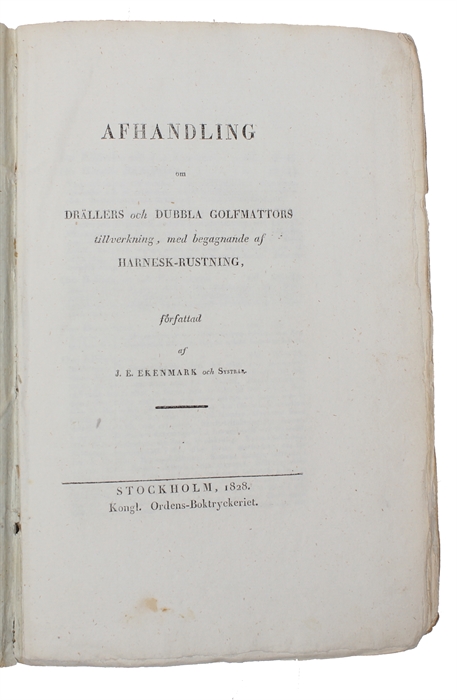 AFHANDLING
om
DRÄLLERS och DUBBLA GOLFMATTORS
tillverkning, med begagnande af
HARNESK-RUSTNING,
författad
af
J. E. EKENMARK och SYSTRAR.
STOCKHOLM, 1828.
Kongl. Ordens-Boktryckeriet.